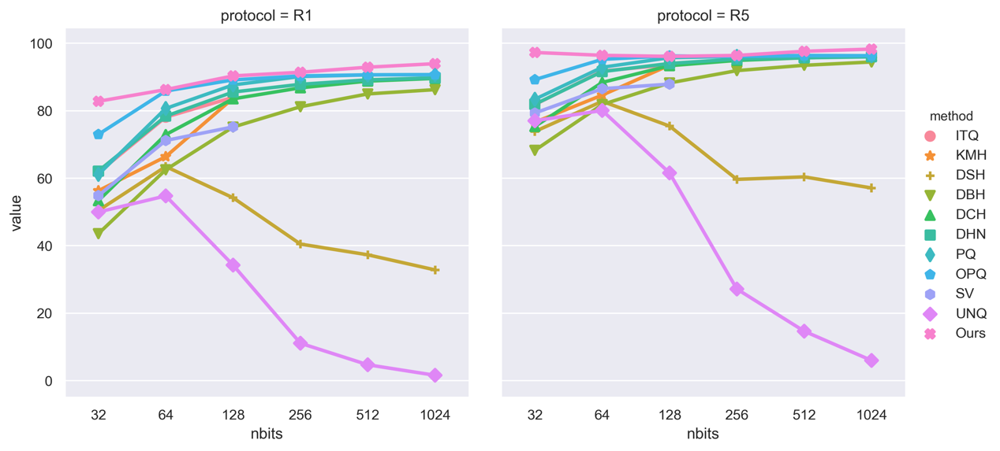 protocol = R1
protocol = R5
value
100
80
60
40
20
0
32 64 128 256 512 1024
32 64 128 256 512 1024
nbits
nbits
method
ITQ
KMH
DSH
DBH
DCH
DHN
PQ
OPQ
SV
UNQ
Ours